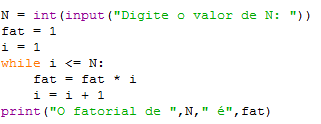 N = int(input("Digite o valor de N: "))
fat = 1
i = 1
while i <= N:
    fat = fat * i
    i = i + 1
print("O fatorial de ",N," é",fat)